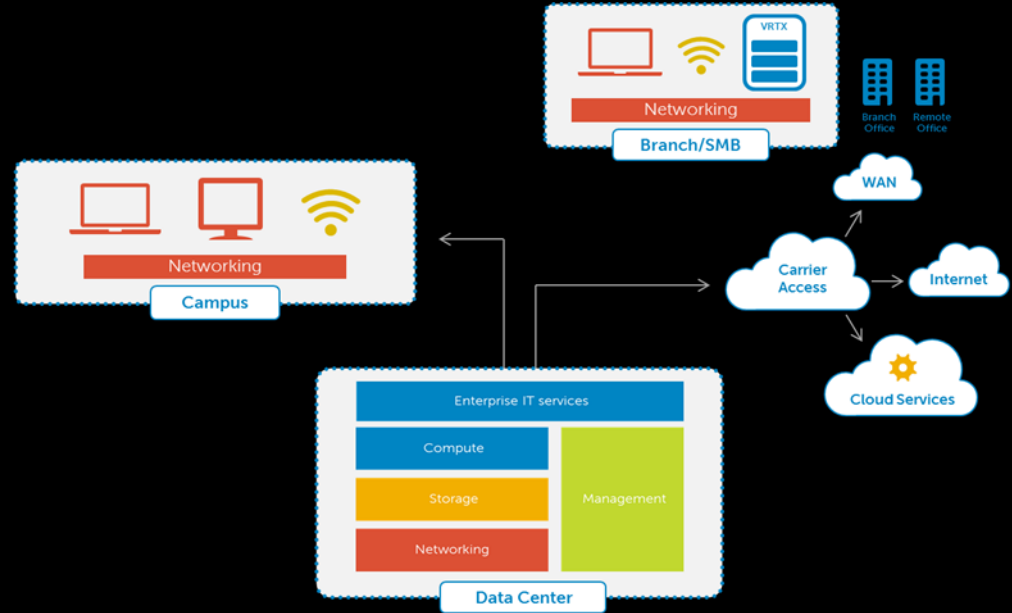 VRTX
Networking
Branch/SMB
Branch
Office
Remote
Office
WAN
Networking
Campus
Carrier
Access
Internet
Cloud Services
Enterprise IT services
Compute
Storage
Management
Networking
Data Center